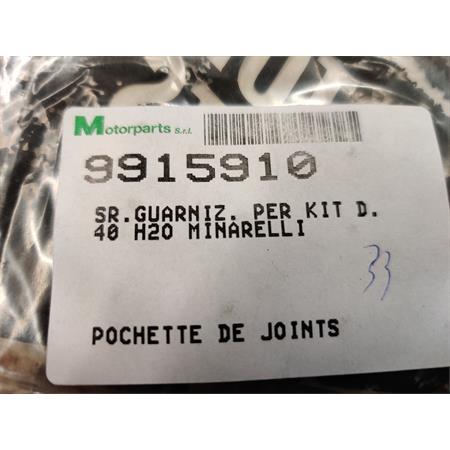 Motorparts s.r.l.
9915910
SR.GUARNIZ. PER KIT D.
40 H2O MINARELLI
33
POCHETTE DE JOINTS